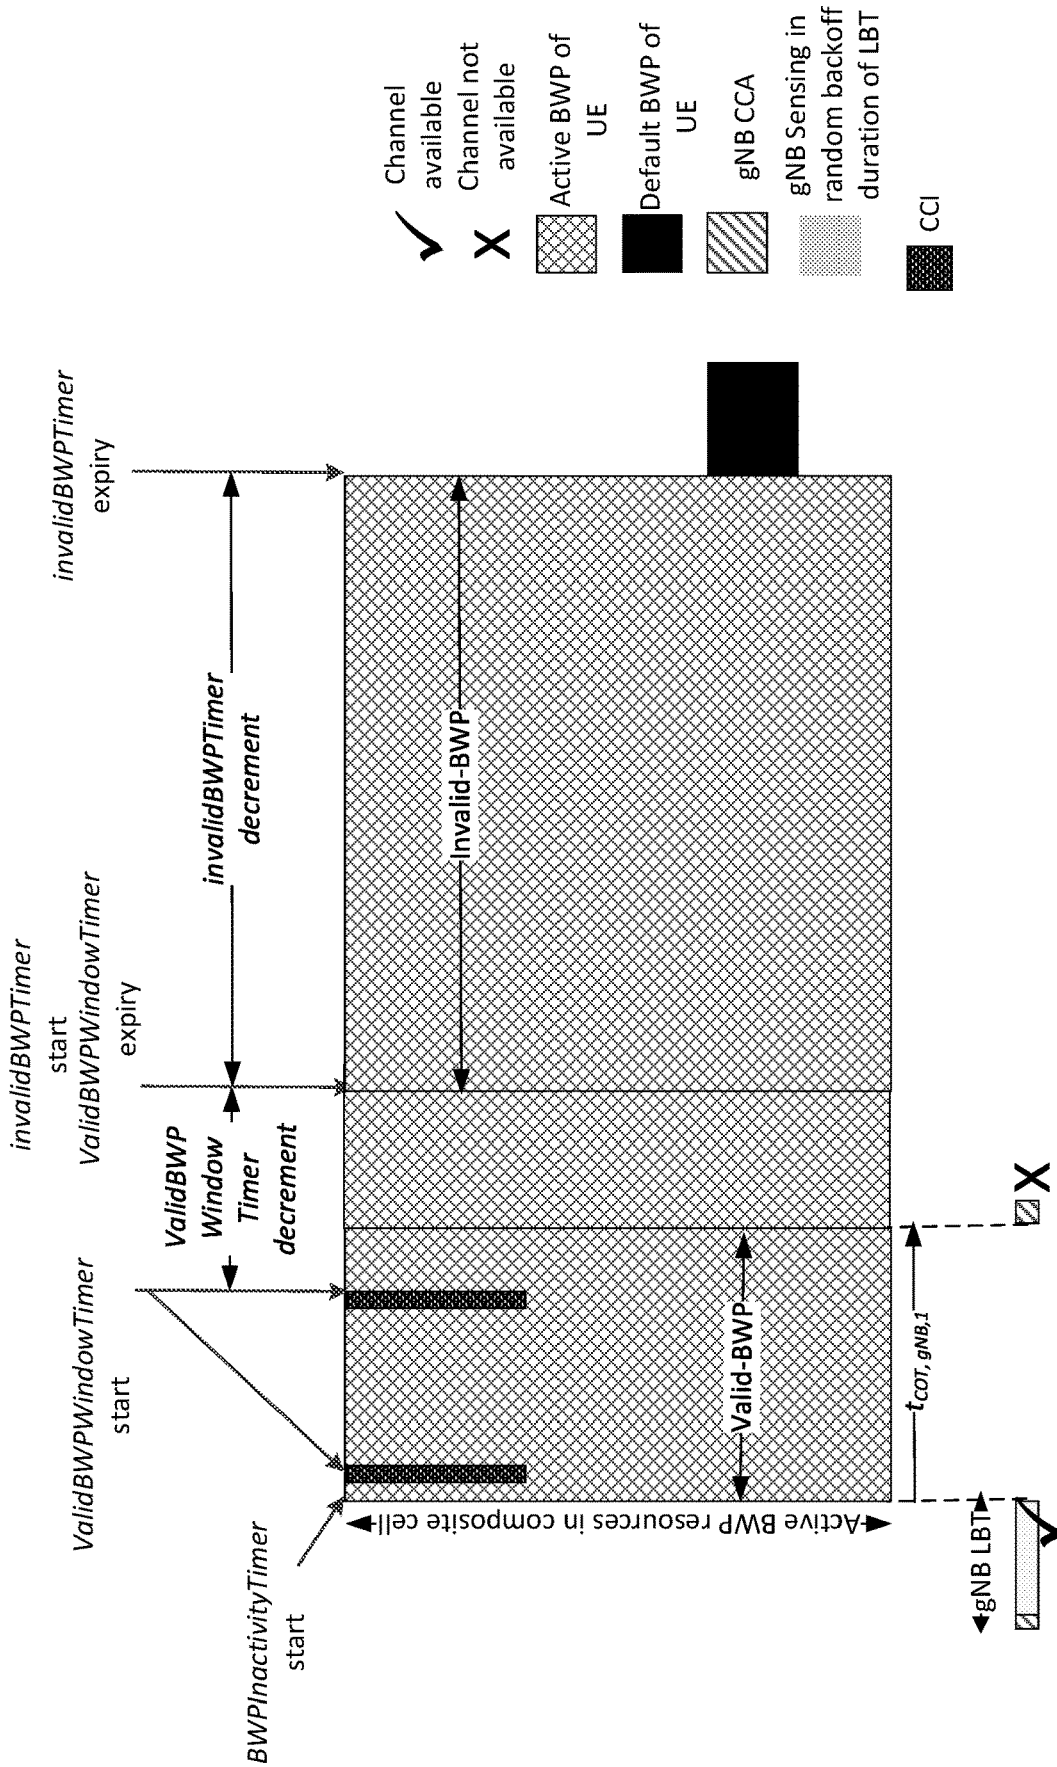 BWPInactivityTimer
start
ValidBWPWindowTimer
start
invalidBWPTimer
start
ValidBWPWindowTimer
expiry
invalidBWPTimer
expiry
ValidBWP
Window
Timer
decrement
invalidBWPTimer
decrement
Active BWP resources in composite cell
Valid-BWP
Invalid-BWP
tCOT, gNB,1
gNB LBT
X
Channel
available
X
Channel not
available
Active BWP of
UE
Default BWP of
UE
gNB CCA
gNB Sensing in
random backoff
duration of LBT
CCI